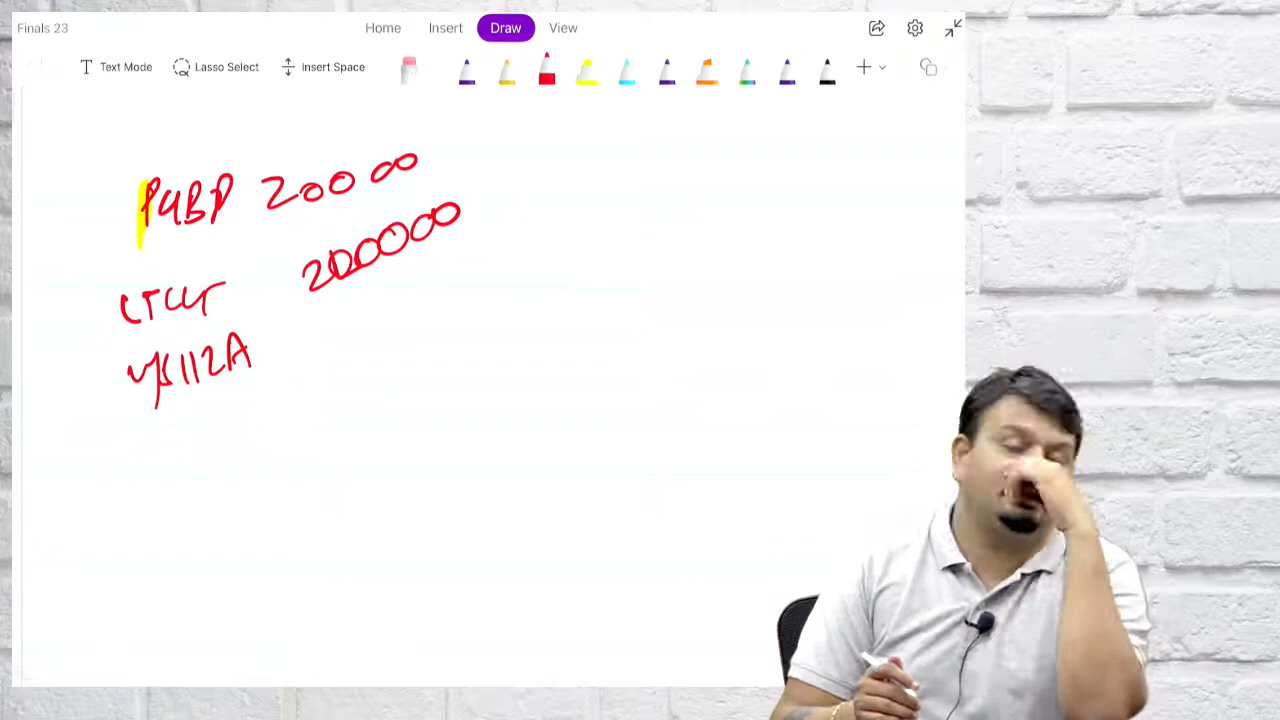 Finals 23
Home Insert Draw View
Text Mode Lasso Select Insert Space
PGBP 20000
200000
LTCG
u/s 112A